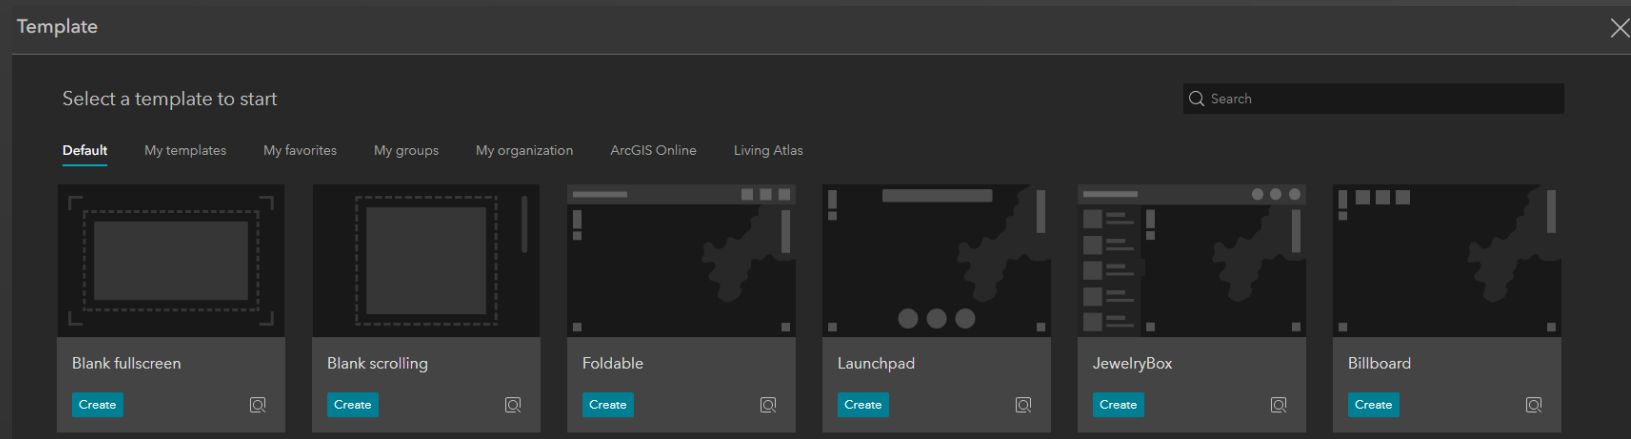 Template
Select a template to start
Search
Default My templates My favorites My groups My organization ArcGIS Online Living Atlas
Blank fullscreen Blank scrolling Foldable Launchpad JewelryBox Billboard
Create Create Create Create Create Create